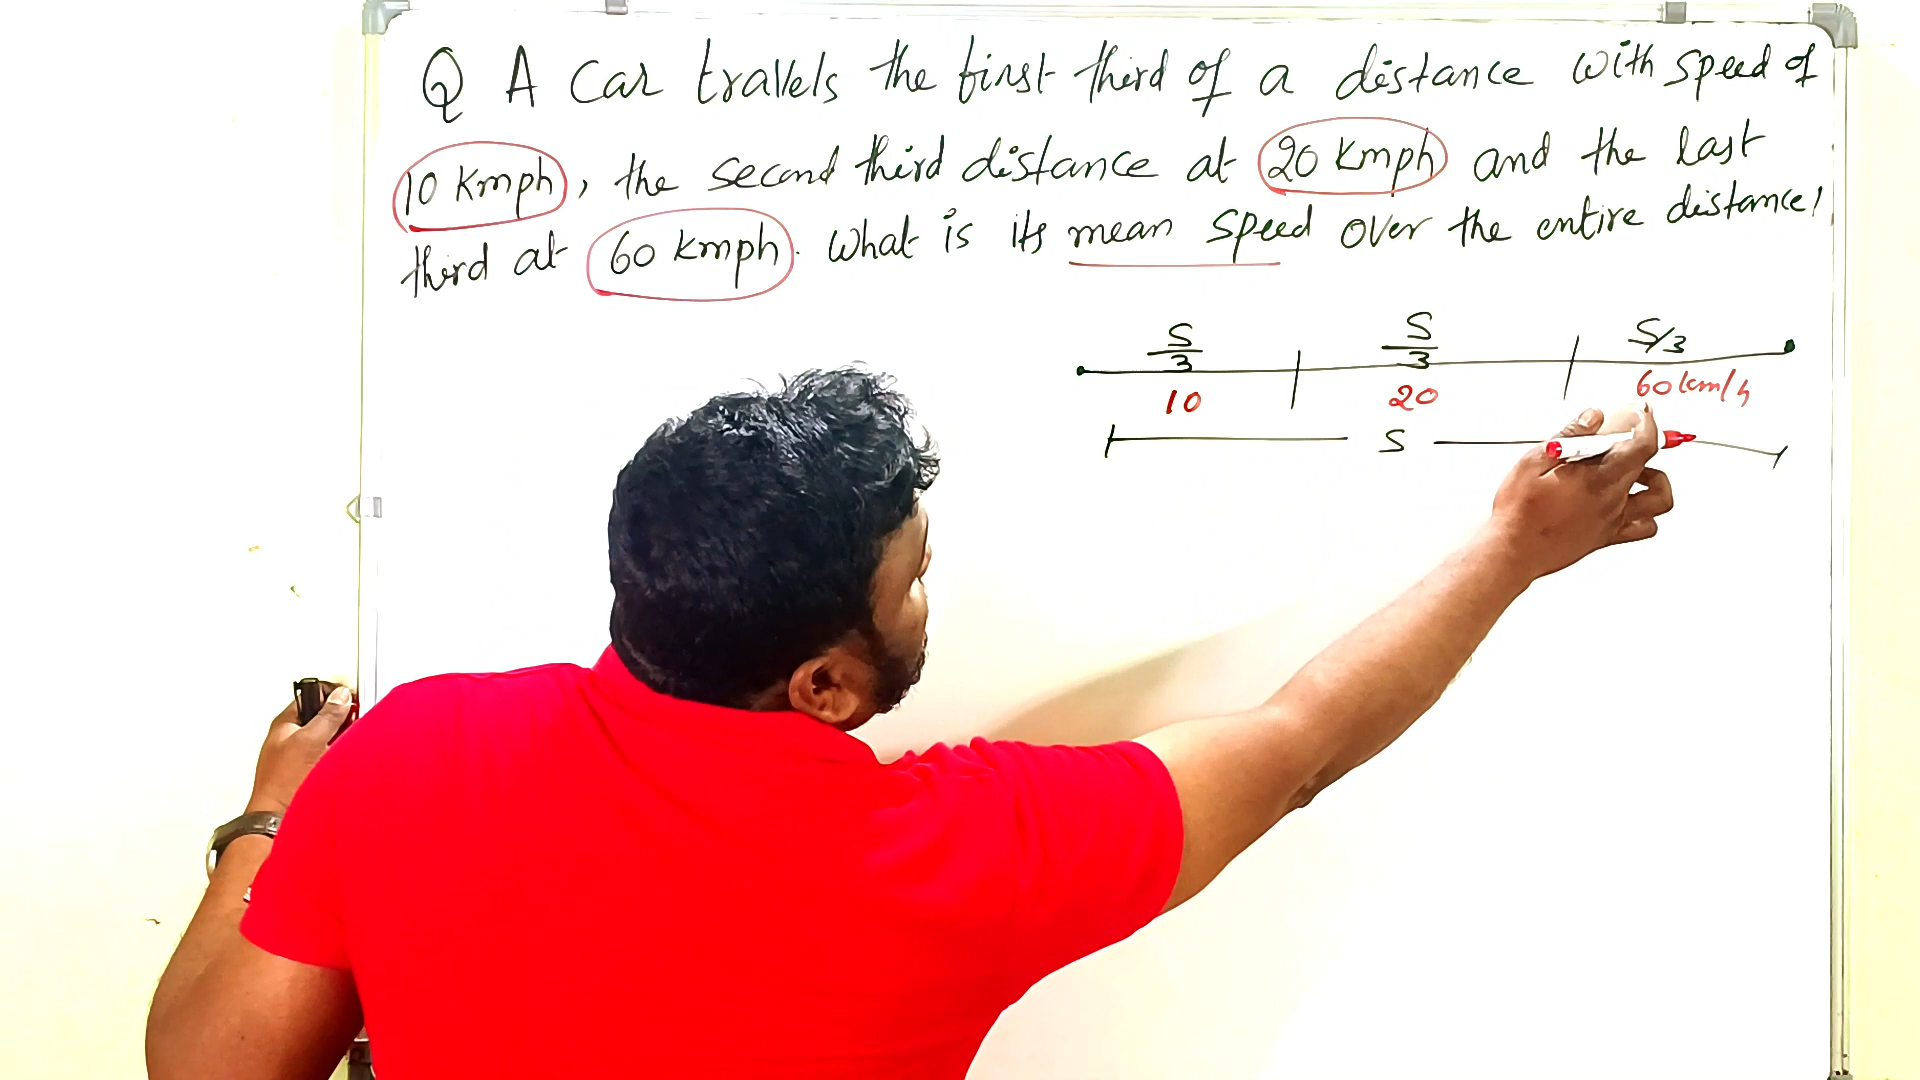 Q A Car travels the first third of a distance with speed of
10 kmph, the second third distance at 20 kmph and the last
third at 60 kmph. What is its mean speed over the entire distance,
S/3 S/3 S/3
10 20 60 km/h
S